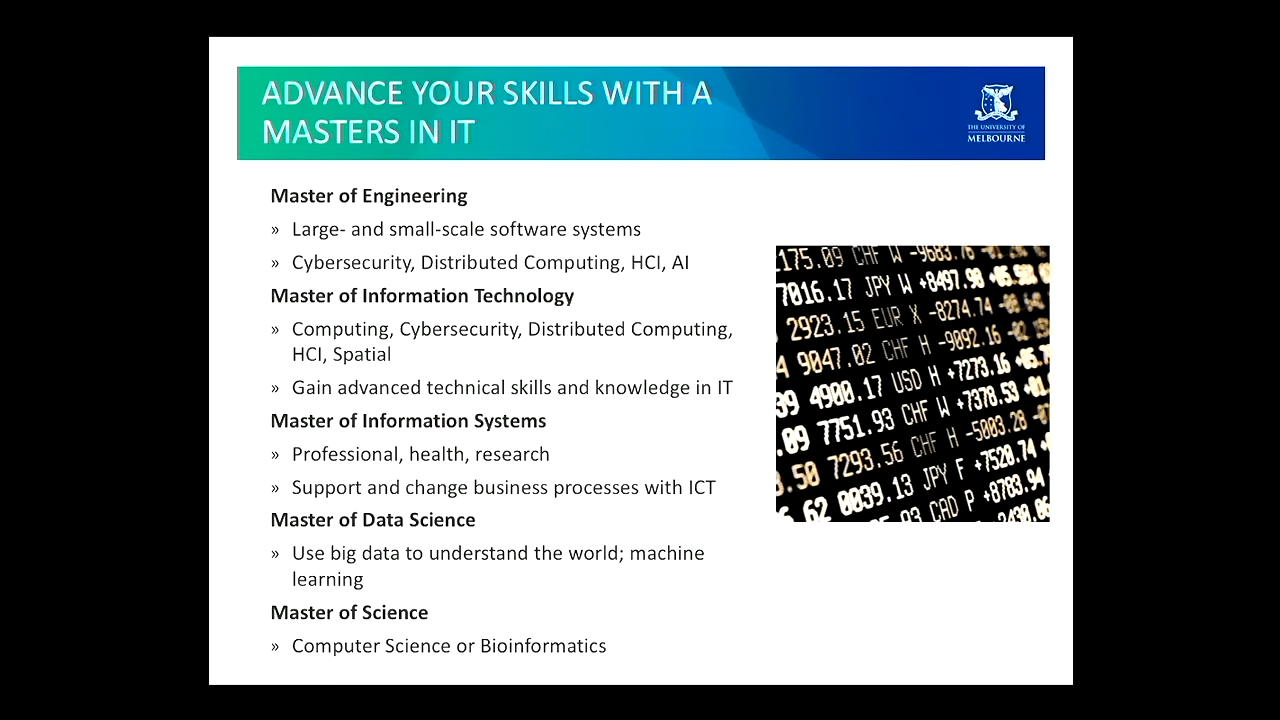 ADVANCE YOUR SKILLS WITH A
MASTERS IN IT
THE UNIVERSITY OF
MELBOURNE
Master of Engineering
» Large- and small-scale software systems
» Cybersecurity, Distributed Computing, HCI, AI
Master of Information Technology
» Computing, Cybersecurity, Distributed Computing,
HCI, Spatial
» Gain advanced technical skills and knowledge in IT
Master of Information Systems
» Professional, health, research
» Support and change business processes with ICT
Master of Data Science
» Use big data to understand the world; machine
learning
Master of Science
» Computer Science or Bioinformatics
CHF W
7016.17 JPY W +8497.98
2923.15 EUR X -8274.74
9047.02 CHF H -9092.16
4900.17 USD H +7273.16
7751.93 CHF W +7378.53
7293.56 CHF H -5003.28
0039.13 JPY F +7520.74
CAD P +8783.94